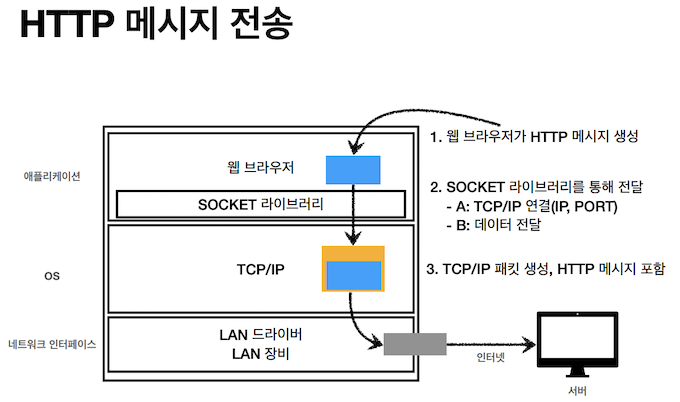 HTTP 메시지 전송
1. 웹 브라우저가 HTTP 메시지 생성
애플리케이션
웹 브라우저
SOCKET 라이브러리
2. SOCKET 라이브러리를 통해 전달
- A: TCP/IP 연결(IP, PORT)
- B: 데이터 전달
OS
TCP/IP
3. TCP/IP 패킷 생성, HTTP 메시지 포함
네트워크 인터페이스
LAN 드라이버
LAN 장비
인터넷
서버